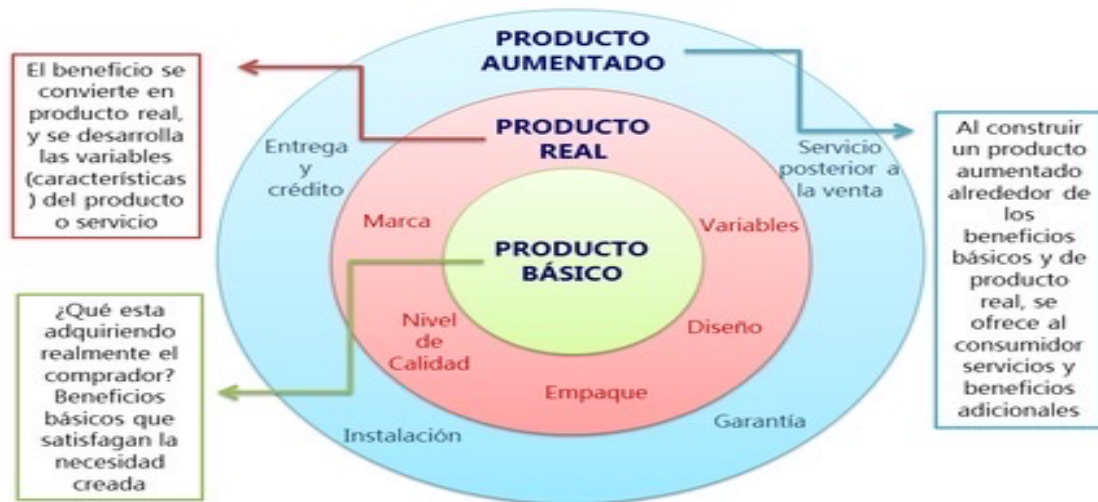 PRODUCTO
AUMENTADO
El beneficio se
convierte en
producto real,
y se desarrolla
las variables
(características
) del producto
o servicio
PRODUCTO
REAL
Entrega
y
crédito
Servicio
posterior a
la venta
Al construir
un producto
aumentado
alrededor de
los
beneficios
básicos y de
producto
real, se
ofrece al
consumidor
servicios y
beneficios
adicionales
Marca
Variables
PRODUCTO
BÁSICO
¿Qué esta
adquiriendo
realmente el
comprador?
Beneficios
básicos que
satisfagan la
necesidad
creada
Nivel
de
Calidad
Diseño
Empaque
Instalación
Garantía